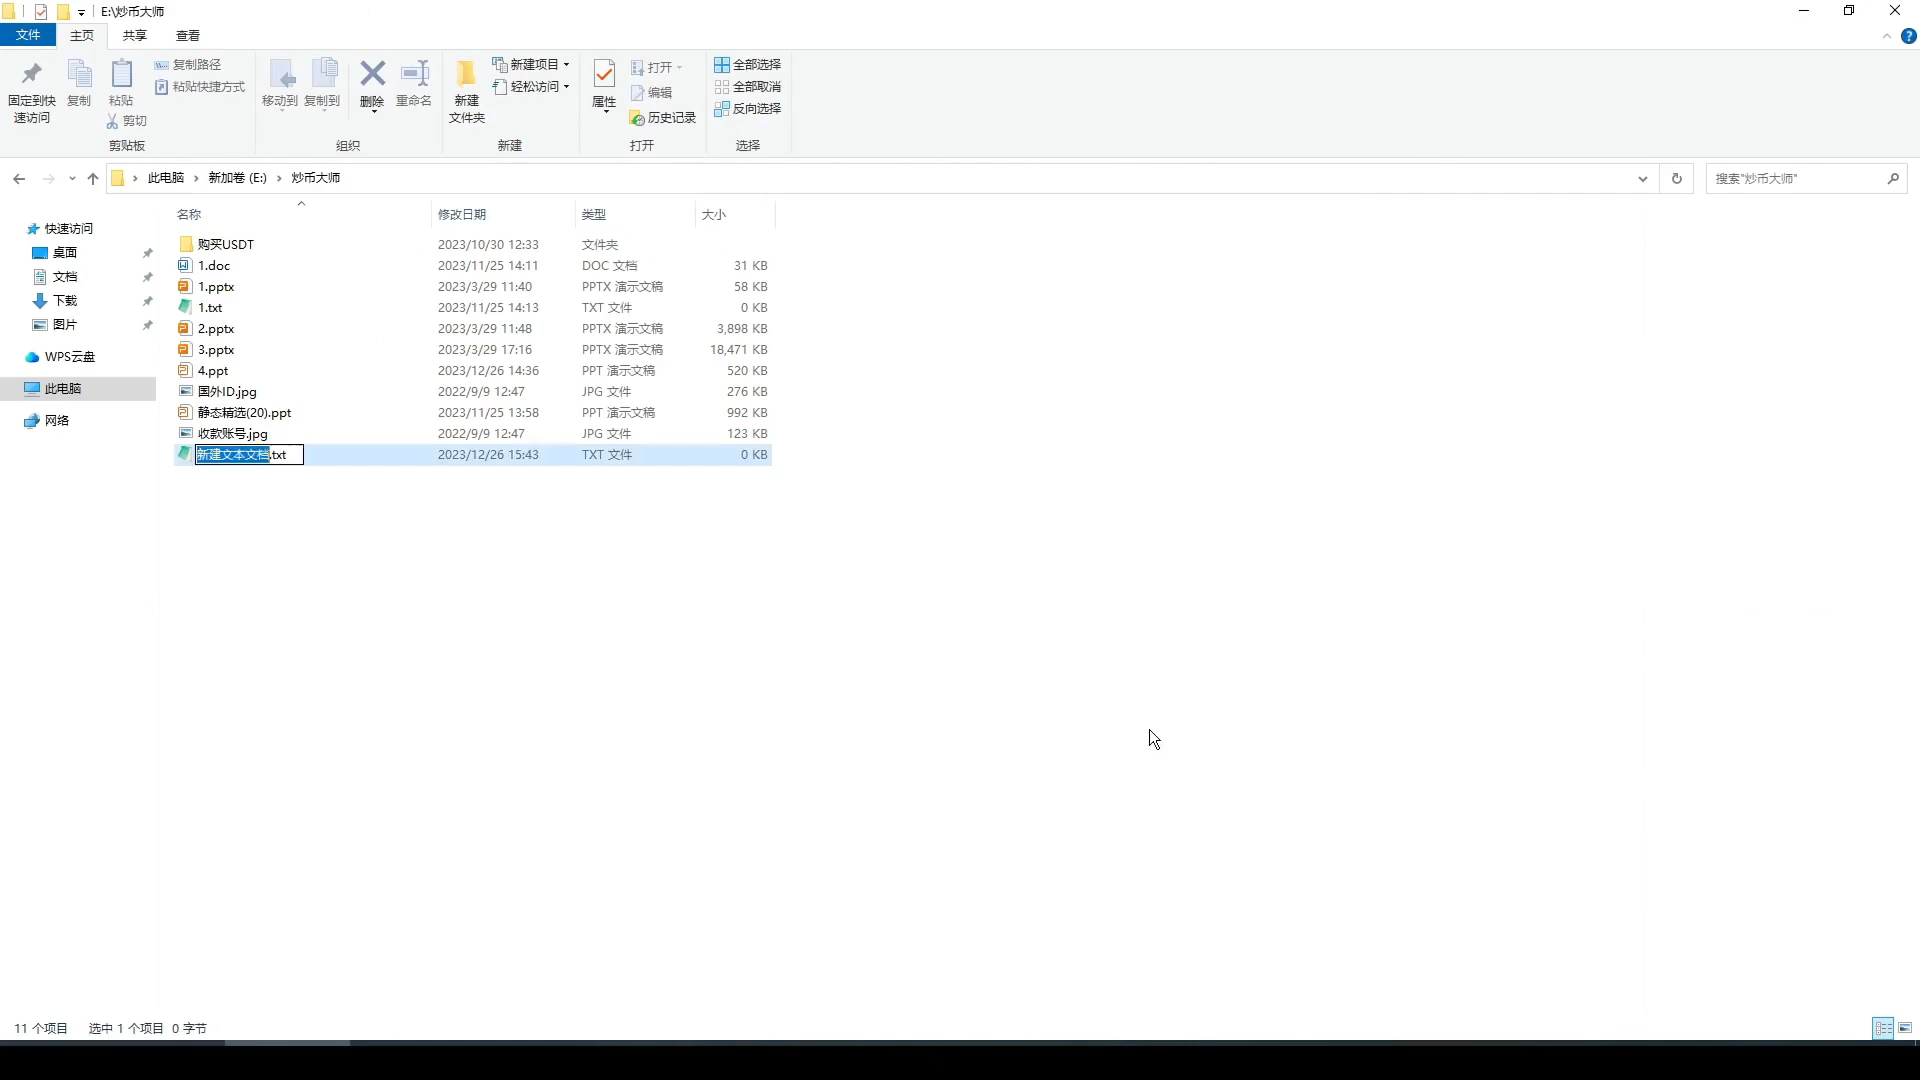 E:\炒币大师
文件 主页 共享 查看
固定到快速访问 复制 粘贴 复制路径 粘贴快捷方式 剪切 移动到 复制到 删除 重命名 新建文件夹 新建项目 轻松访问 属性 打开 编辑 历史记录 全部选择 全部取消 反向选择
剪贴板 组织 新建 打开 选择
此电脑 新加卷 (E:) 炒币大师 搜索"炒币大师"
快速访问
桌面
文档
下载
图片
WPS云盘
此电脑
网络
名称 修改日期 类型 大小
购买USDT 2023/10/30 12:33 文件夹
1.doc 2023/11/25 14:11 DOC 文档 31 KB
1.pptx 2023/3/29 11:40 PPTX 演示文稿 58 KB
1.txt 2023/11/25 14:13 TXT 文件 0 KB
2.pptx 2023/3/29 11:48 PPTX 演示文稿 3,898 KB
3.pptx 2023/3/29 17:16 PPTX 演示文稿 18,471 KB
4.ppt 2023/12/26 14:36 PPT 演示文稿 520 KB
国外ID.jpg 2022/9/9 12:47 JPG 文件 276 KB
静态精选(20).ppt 2023/11/25 13:58 PPT 演示文稿 992 KB
收款账号.jpg 2022/9/9 12:47 JPG 文件 123 KB
新建文本文档.txt 2023/12/26 15:43 TXT 文件 0 KB
11 个项目 选中 1 个项目 0 字节